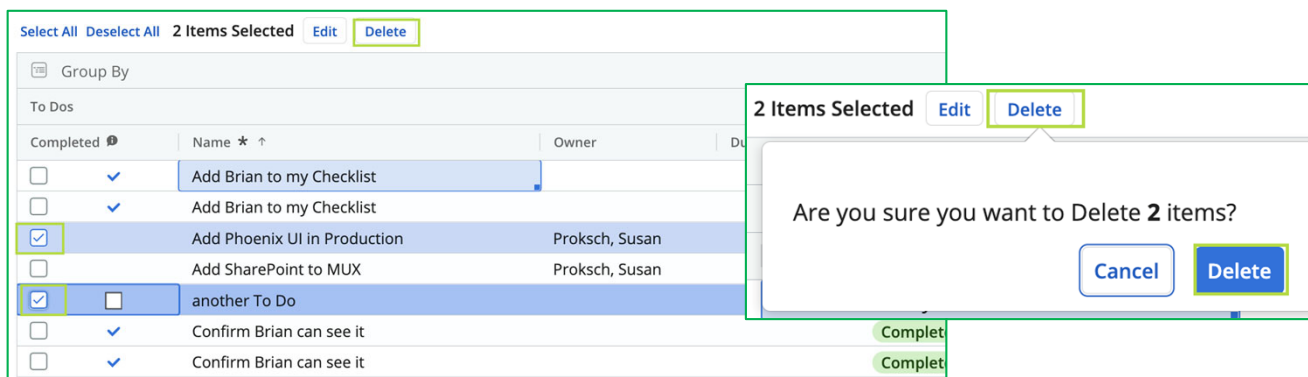 Select All Deselect All 2 Items Selected Edit Delete
Group By
To Dos
Completed Name * ↑ Owner
Add Brian to my Checklist
Add Brian to my Checklist
Add Phoenix UI in Production Proksch, Susan
Add SharePoint to MUX Proksch, Susan
another To Do
Confirm Brian can see it
Confirm Brian can see it
2 Items Selected Edit Delete
Are you sure you want to Delete 2 items?
Cancel Delete